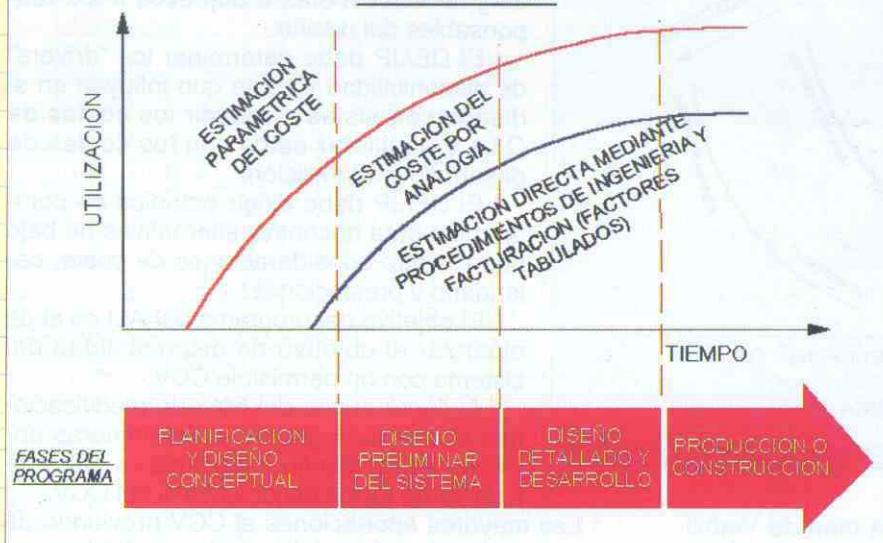 UTILIZACION
ESTIMACION
PARAMETRICA
DEL COSTE
ESTIMACION DEL
COSTE POR
ANALOGIA
ESTIMACION DIRECTA MEDIANTE
PROCEDIMIENTOS DE INGENIERIA Y
FACTURACION (FACTORES
TABULADOS)
TIEMPO
FASES DEL
PROGRAMA
PLANIFICACION
Y DISEÑO
CONCEPTUAL
DISEÑO
PRELIMINAR
DEL SISTEMA
DISEÑO
DETALLADO Y
DESARROLLO
PRODUCCION O
CONSTRUCCION